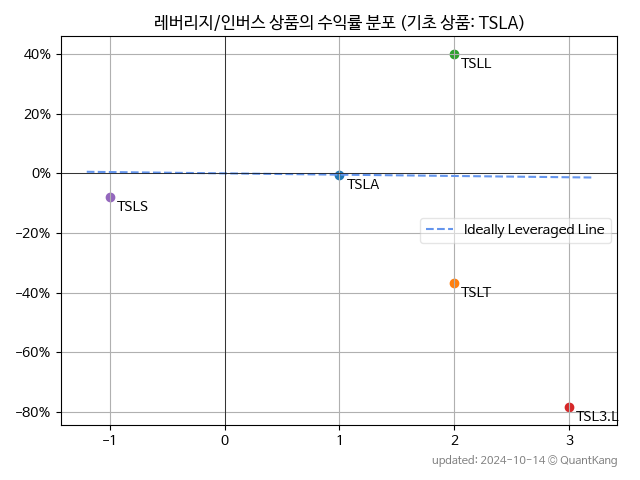 레버리지/인버스 상품의 수익률 분포 (기초 상품: TSLA)
40%
TSLL
20%
0%
TSLA
TSLS
Ideally Leveraged Line
−20%
−40%
TSLT
−60%
−80%
TSL3.L
−1
0
1
2
3
updated: 2024-10-14 © QuantKang